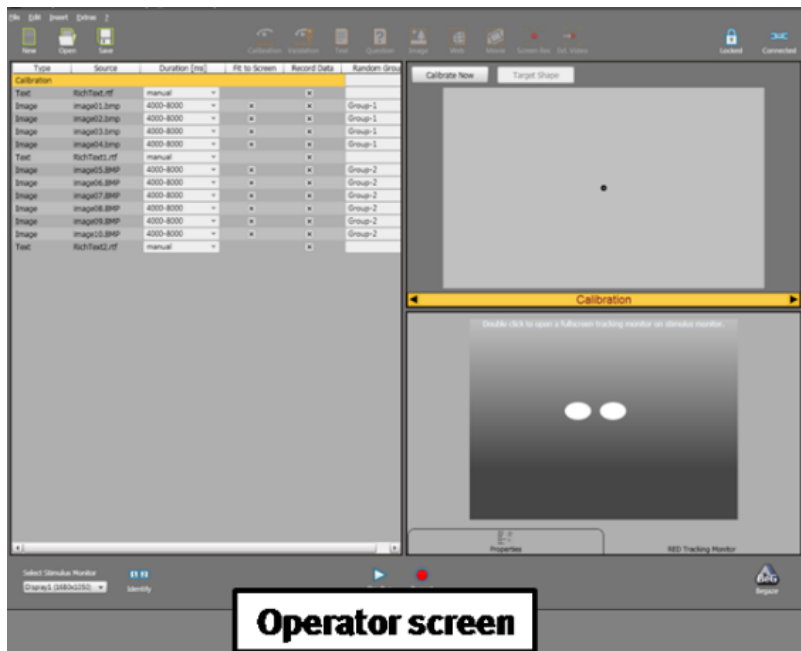 File Edit Insert Extras ?
New Open Save Calibration Validation Text Question Image Web Movie Screen Rec Ext. Video Locked Connected
Type Source Duration [ms] Fit to Screen Record Data Random Grou
Calibration
Text RichText.rtf manual
Image image01.bmp 4000-8000 Group-1
Image image02.bmp 4000-8000 Group-1
Image image03.bmp 4000-8000 Group-1
Image image04.bmp 4000-8000 Group-1
Text RichText1.rtf manual
Image image05.BMP 4000-8000 Group-2
Image image06.BMP 4000-8000 Group-2
Image image07.BMP 4000-8000 Group-2
Image image08.BMP 4000-8000 Group-2
Image image09.BMP 4000-8000 Group-2
Image image10.BMP 4000-8000 Group-2
Text RichText2.rtf manual
Calibrate Now Target Shape
Calibration
Double click to open a fullscreen tracking monitor on stimulus monitor.
Properties RED Tracking Monitor
Select Stimulus Monitor
Display1 (1680x1050) Identify
BeG
Begaze
Operator screen